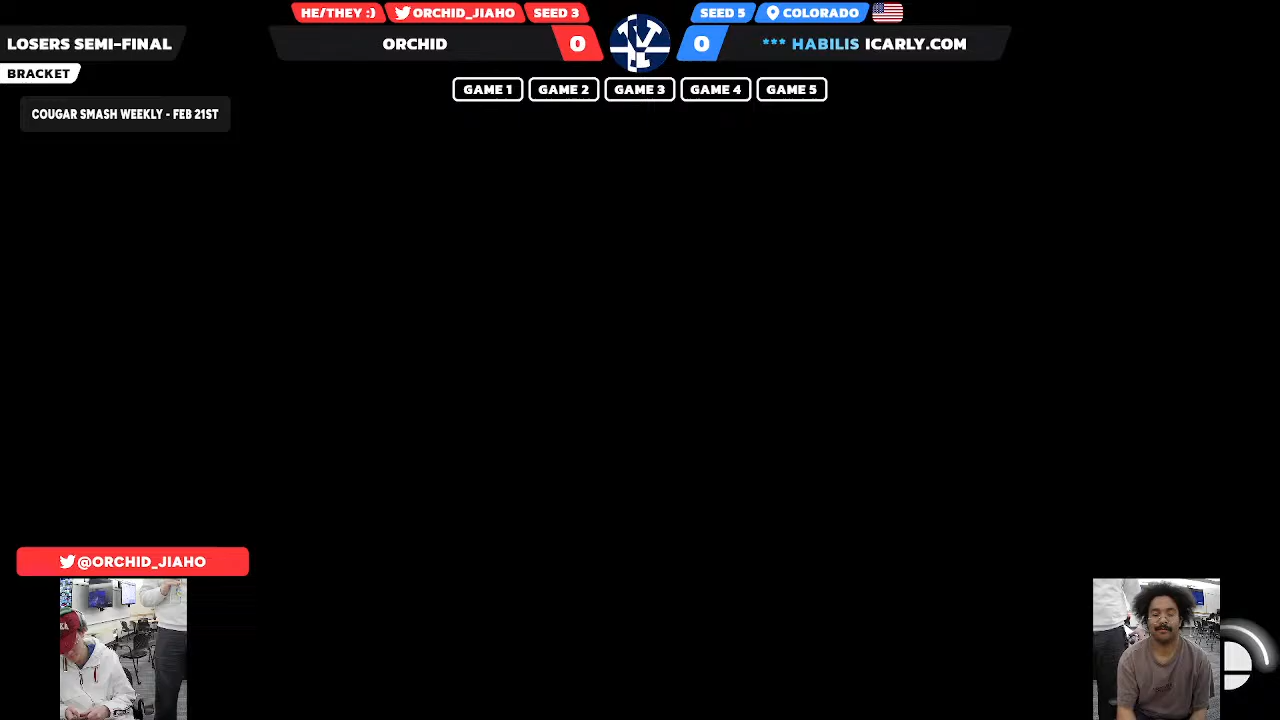 HE/THEY :) ORCHID_JIAHO SEED 3
SEED 5 COLORADO
LOSERS SEMI-FINAL
ORCHID 0
0 *** HABILIS ICARLY.COM
BRACKET
GAME 1 GAME 2 GAME 3 GAME 4 GAME 5
COUGAR SMASH WEEKLY - FEB 21ST
@ORCHID_JIAHO